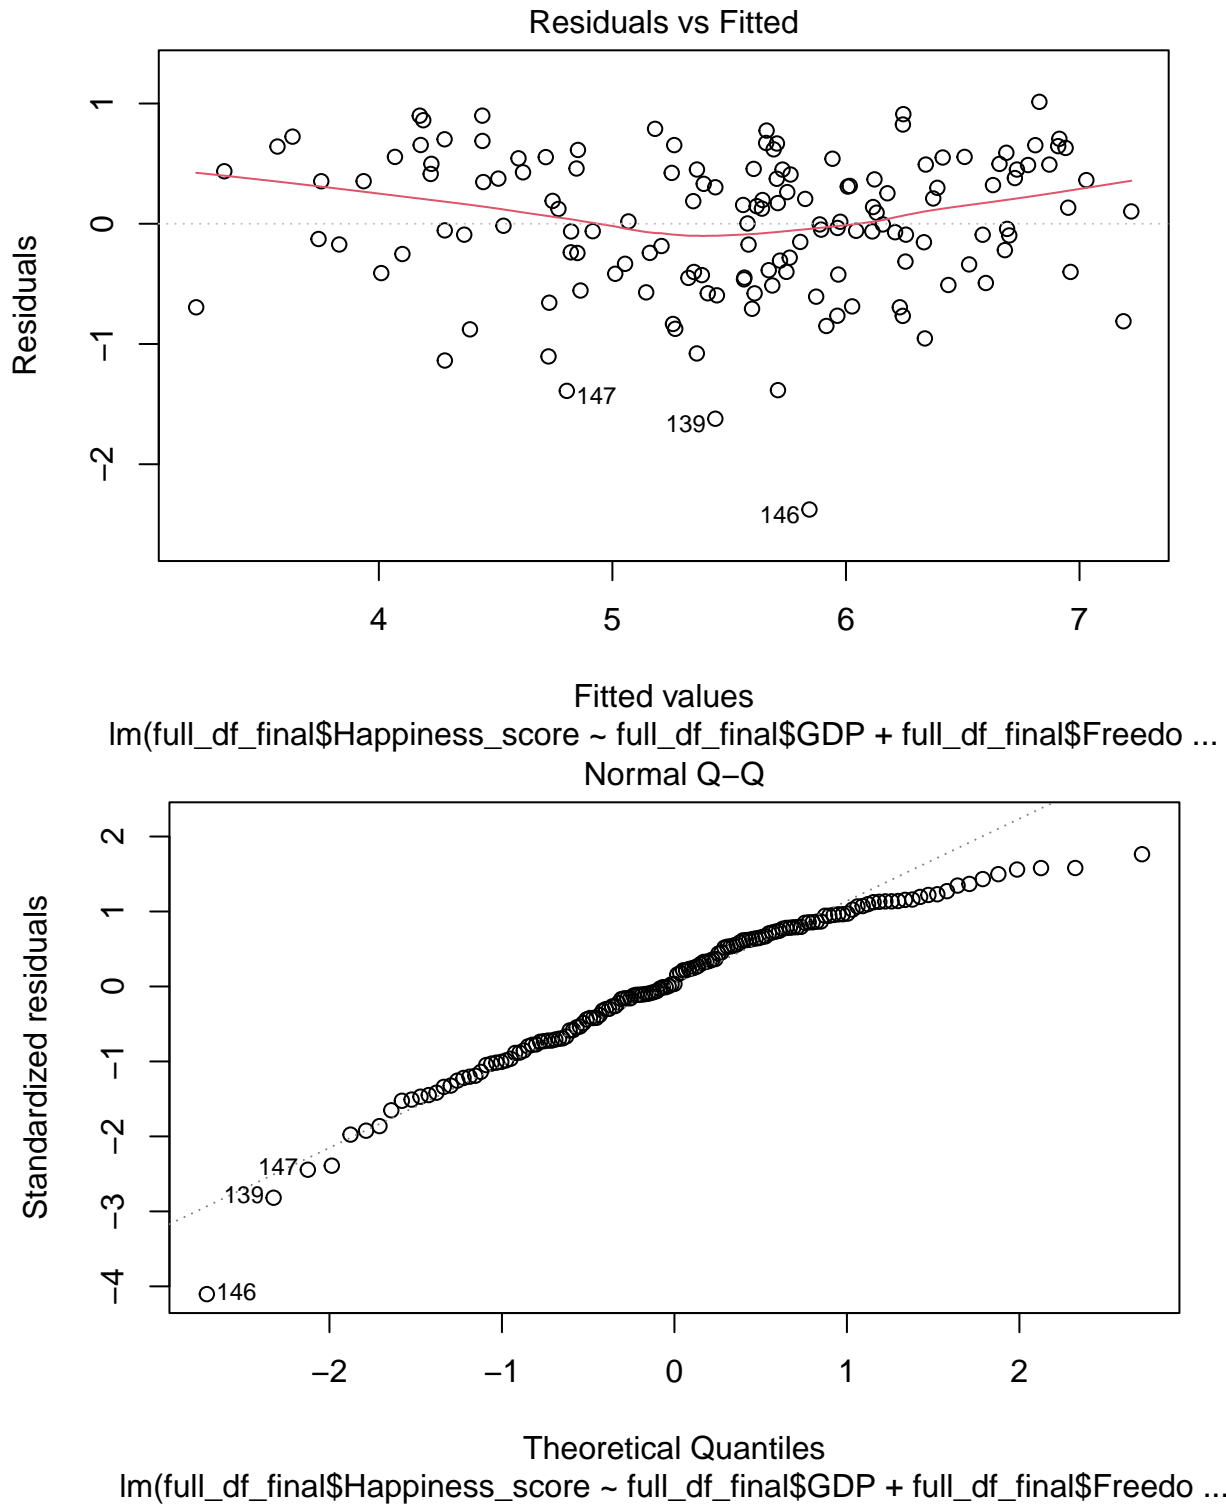 Residuals vs Fitted
Residuals
1
0
−1
−2
147
139
146
4 5 6 7
Fitted values
lm(full_df_final$Happiness_score ~ full_df_final$GDP + full_df_final$Freedo ...
Normal Q−Q
Standardized residuals
2
1
0
−1
−2
−3
−4
147
139
146
−2 −1 0 1 2
Theoretical Quantiles
lm(full_df_final$Happiness_score ~ full_df_final$GDP + full_df_final$Freedo ...